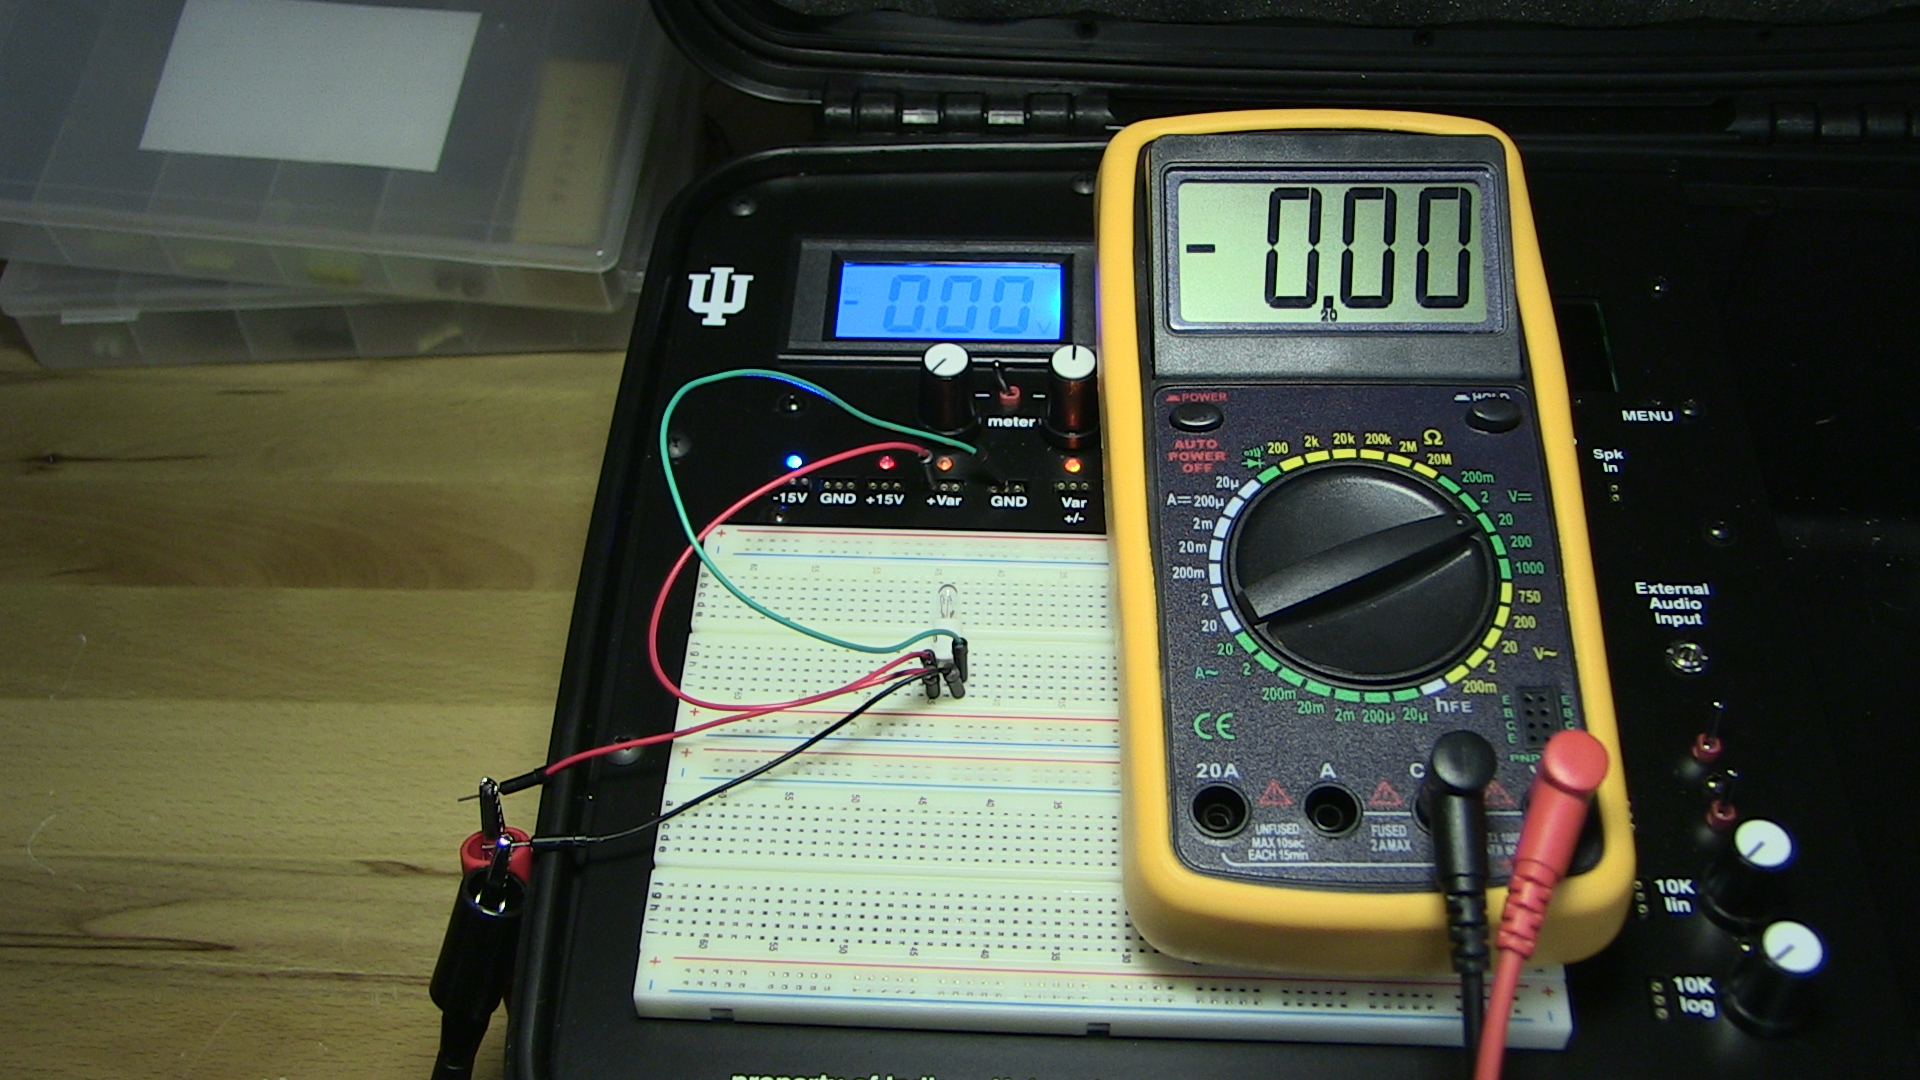 - 0.00
20
- 0.00 V
meter
-15V GND +15V +Var GND Var
+/-
POWER
HOLD
AUTO
POWER
OFF
200 2k 20k 200k 2M Ω
20M
200m
2 V
20
200
1000
750
200
20
2 V~
200m
hFE
20µ
A 200µ
2m
20m
200m
2
20
20
A~ 2
200m
20m
2m
200µ
20µ
CE
E
B
C
E
20A A C
UNFUSED
MAX 10sec
EACH 15min
FUSED
2A MAX
MENU
Spk
In
External
Audio
Input
10K
lin
10K
log